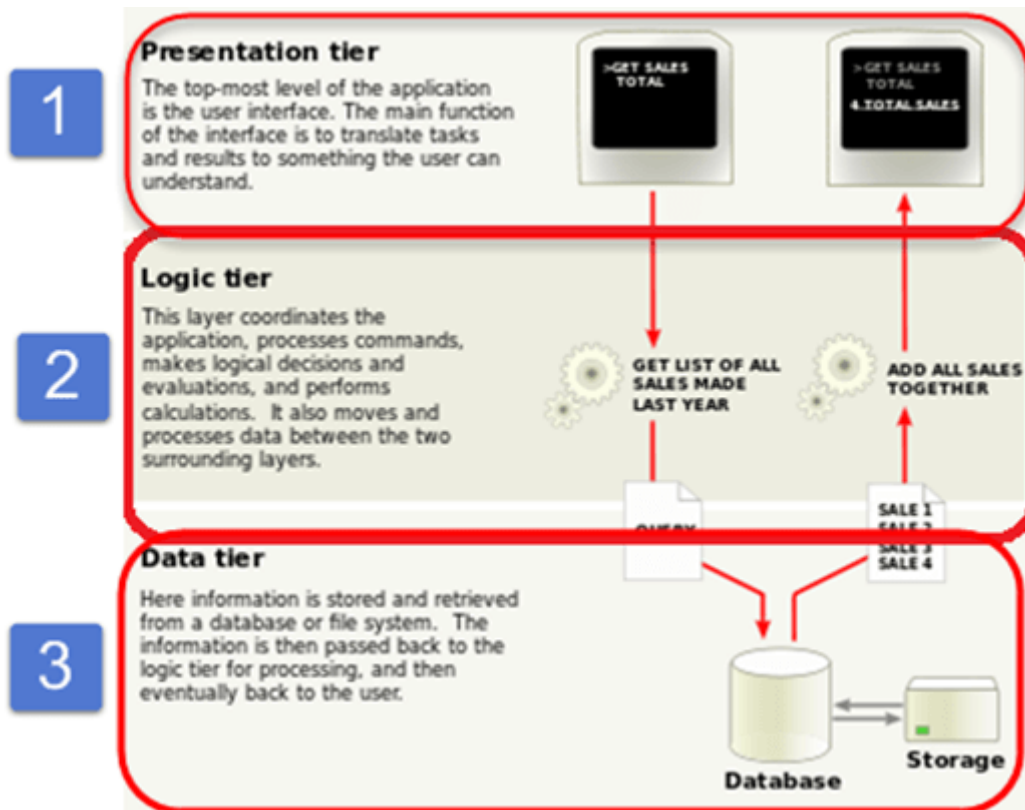 1
Presentation tier
The top-most level of the application
is the user interface. The main function
of the interface is to translate tasks
and results to something the user can
understand.
>GET SALES
TOTAL
>GET SALES
TOTAL
4 TOTAL SALES
2
Logic tier
This layer coordinates the
application, processes commands,
makes logical decisions and
evaluations, and performs
calculations. It also moves and
processes data between the two
surrounding layers.
GET LIST OF ALL
SALES MADE
LAST YEAR
ADD ALL SALES
TOGETHER
QUERY
SALE 1
SALE 2
SALE 3
SALE 4
3
Data tier
Here information is stored and retrieved
from a database or file system. The
information is then passed back to the
logic tier for processing, and then
eventually back to the user.
Database
Storage